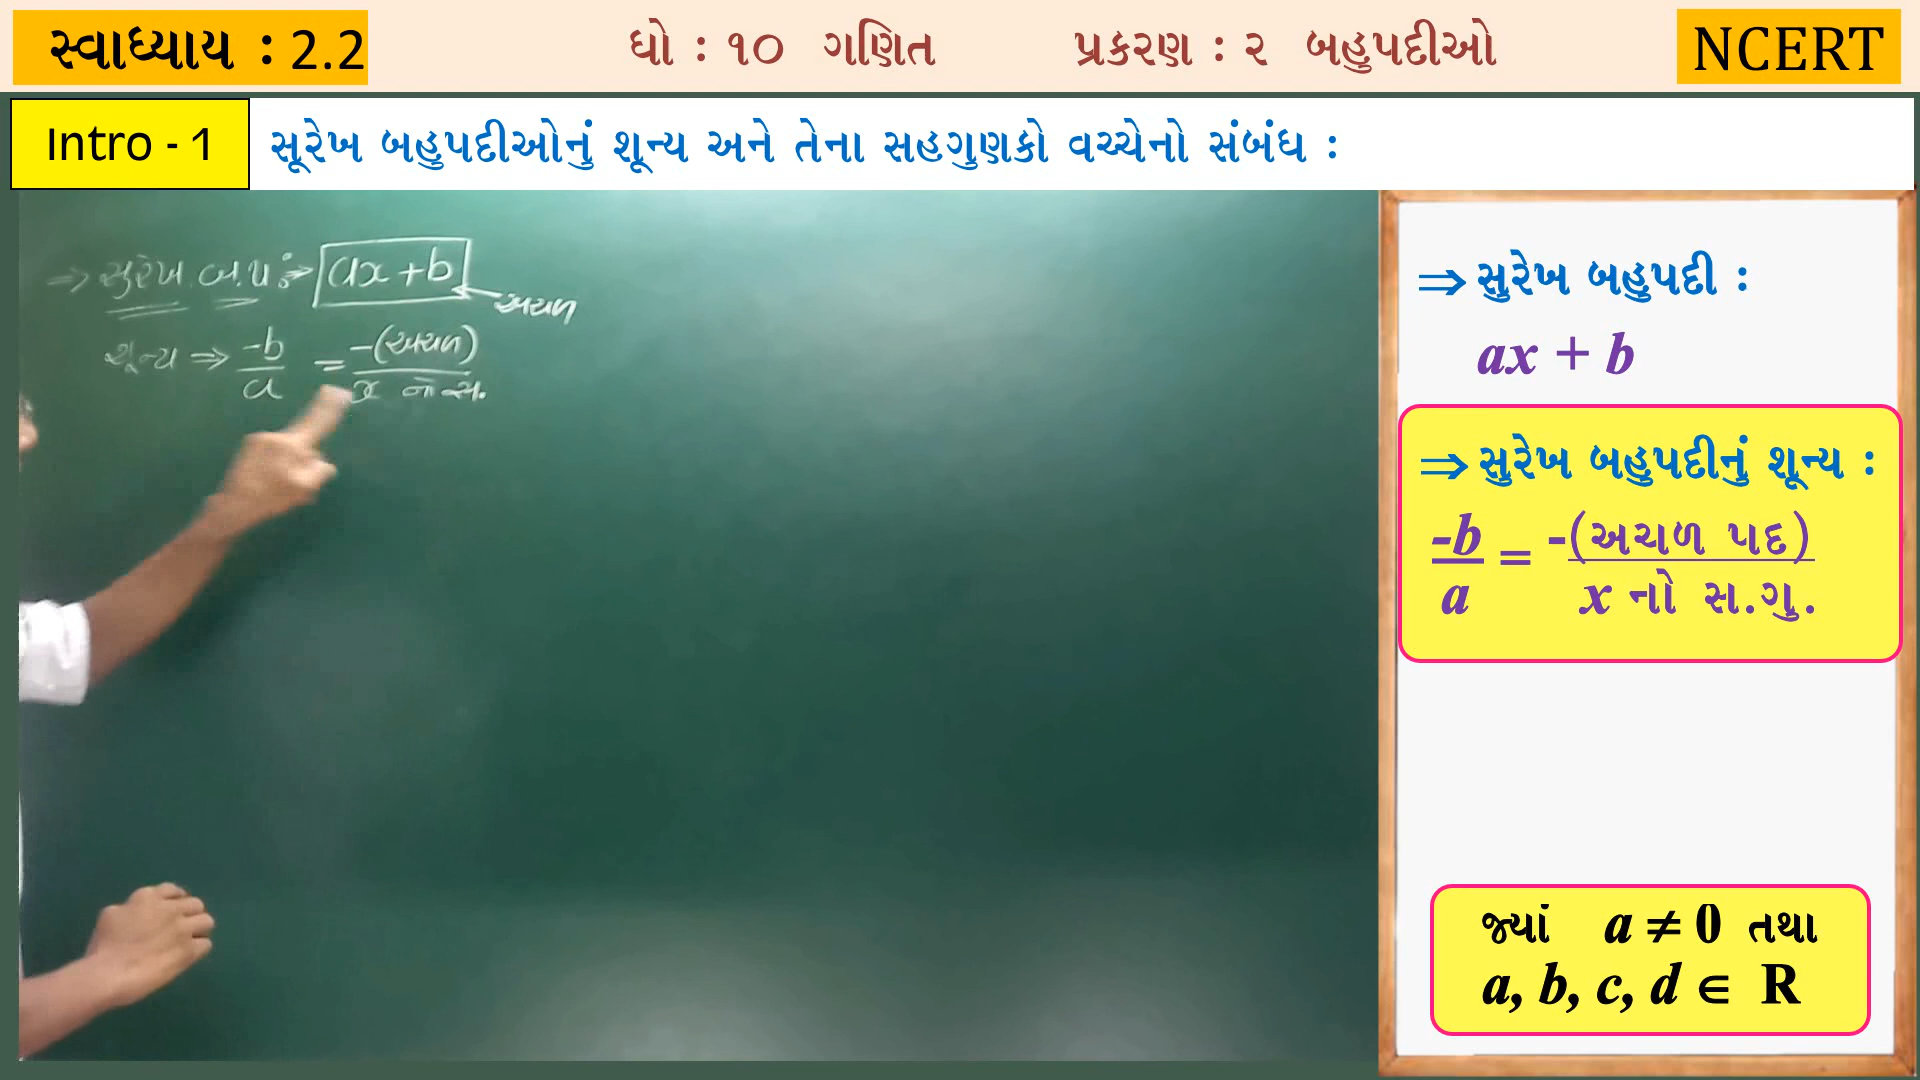 સ્વાધ્યાય : 2.2
ધો : ૧૦ ગણિત
પ્રકરણ : ૨ બહુપદીઓ
NCERT
Intro - 1
સૂરેખ બહુપદીઓનું શૂન્ય અને તેના સહગુણકો વચ્ચેનો સંબંધ :
⇒ સુરેખ બ.પ. ⇒ ax + b
અચળ
શૂન્ય ⇒ -b/a = -(અચળ)/x નો સ.
⇒ સુરેખ બહુપદી :
ax + b
⇒ સુરેખ બહુપદીનું શૂન્ય :
-b/a = -(અચળ પદ)/x નો સ.ગુ.
જ્યાં a ≠ 0 તથા
a, b, c, d ∈ R